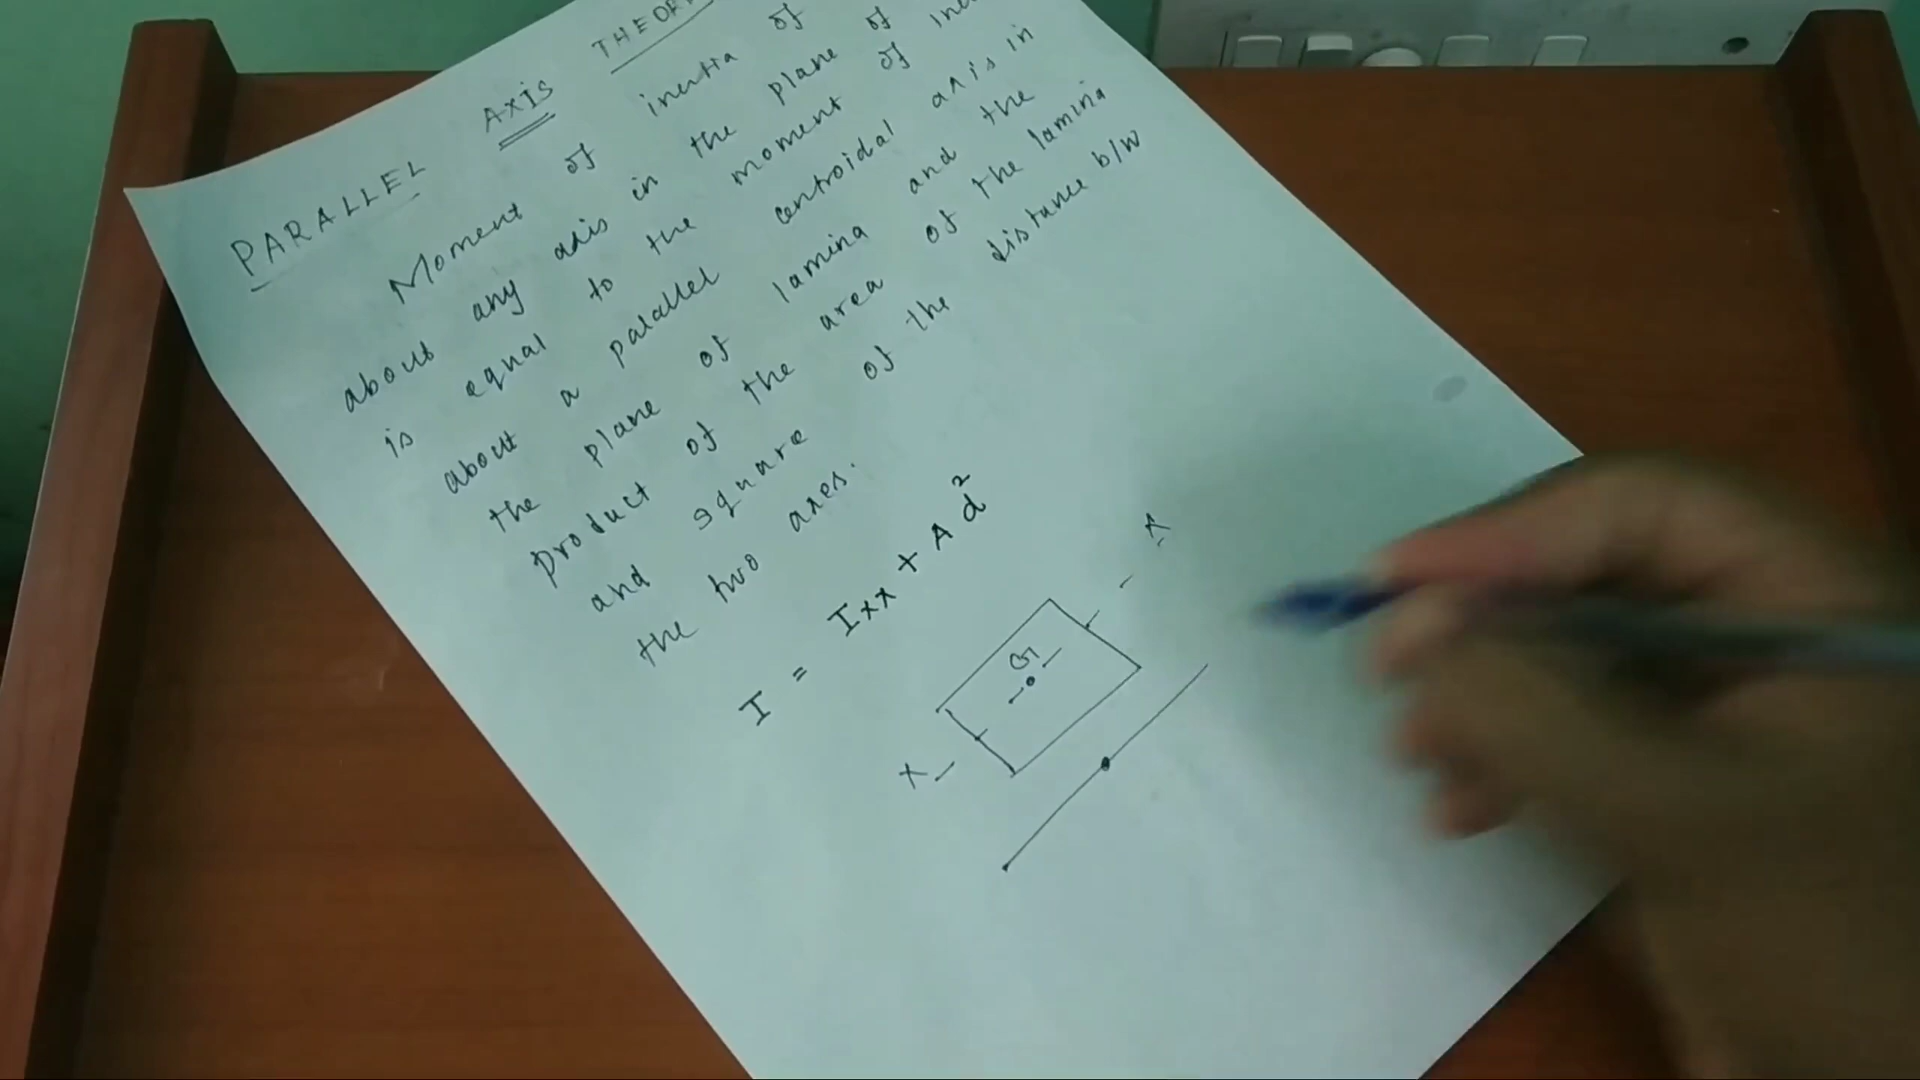 PARALLEL AXIS
Moment of inertia of
about any axis in the plane of
is equal to the moment of
about a parallel centroidal axis in
the plane of lamina and the
product of the area of the lamina
and square of the distance b/w
the two axes.
I = Ixx + Ad²
G
X